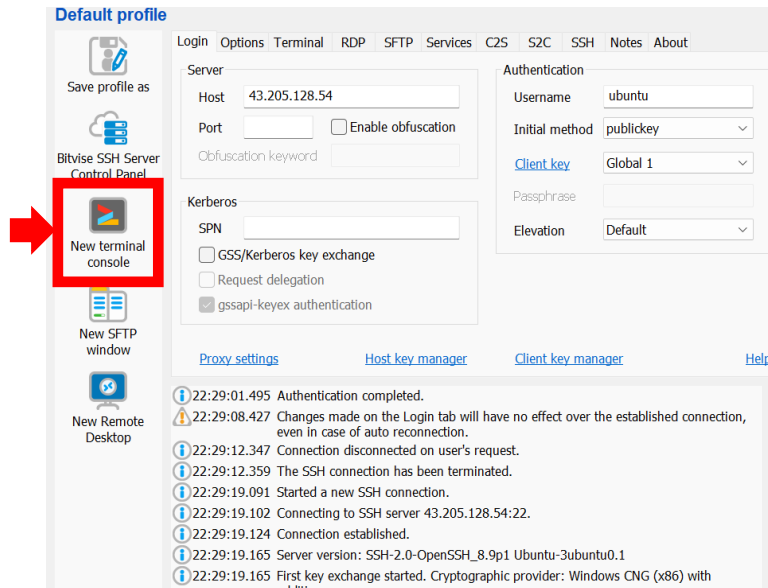 Default profile
Save profile as
Bitvise SSH Server
Control Panel
New terminal
console
New SFTP
window
New Remote
Desktop
Login Options Terminal RDP SFTP Services C2S S2C SSH Notes About
Server
Host 43.205.128.54
Port Enable obfuscation
Obfuscation keyword
Kerberos
SPN
GSS/Kerberos key exchange
Request delegation
gssapi-keyex authentication
Authentication
Username ubuntu
Initial method publickey
Client key Global 1
Passphrase
Elevation Default
Proxy settings Host key manager Client key manager Help
22:29:01.495 Authentication completed.
22:29:08.427 Changes made on the Login tab will have no effect over the established connection,
even in case of auto reconnection.
22:29:12.347 Connection disconnected on user's request.
22:29:12.359 The SSH connection has been terminated.
22:29:19.091 Started a new SSH connection.
22:29:19.102 Connecting to SSH server 43.205.128.54:22.
22:29:19.124 Connection established.
22:29:19.165 Server version: SSH-2.0-OpenSSH_8.9p1 Ubuntu-3ubuntu0.1
22:29:19.165 First key exchange started. Cryptographic provider: Windows CNG (x86) with